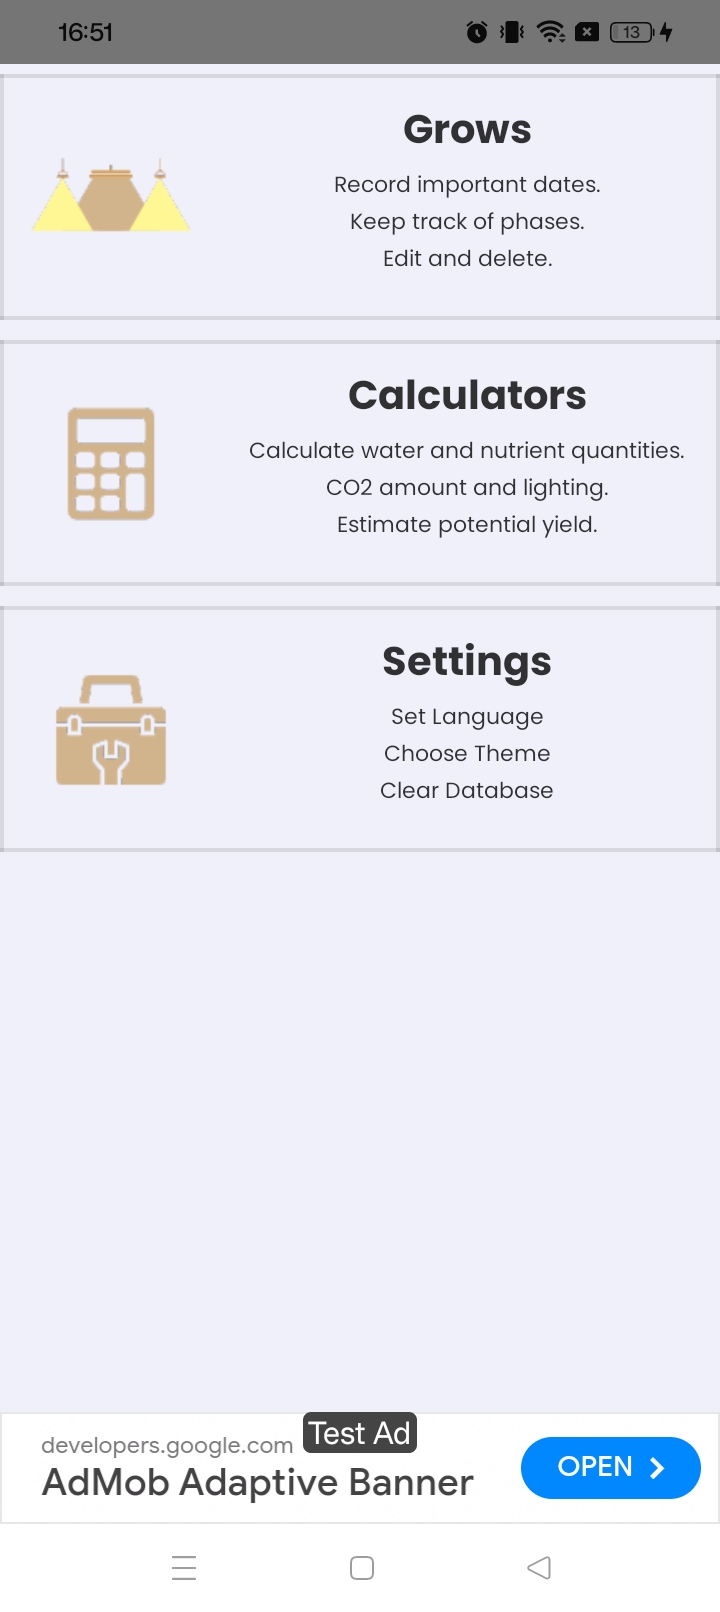 16:51
13
Grows
Record important dates.
Keep track of phases.
Edit and delete.
Calculators
Calculate water and nutrient quantities.
CO2 amount and lighting.
Estimate potential yield.
Settings
Set Language
Choose Theme
Clear Database
Test Ad
developers.google.com
AdMob Adaptive Banner
OPEN